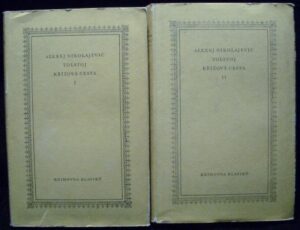 ALEXEJ NIKOLAJEVIČ
TOLSTOJ
KŘÍŽOVÁ CESTA
I
KNIHOVNA KLASIKŮ
ALEXEJ NIKOLAJEVIČ
TOLSTOJ
KŘÍŽOVÁ CESTA
II
KNIHOVNA KLASIKŮ